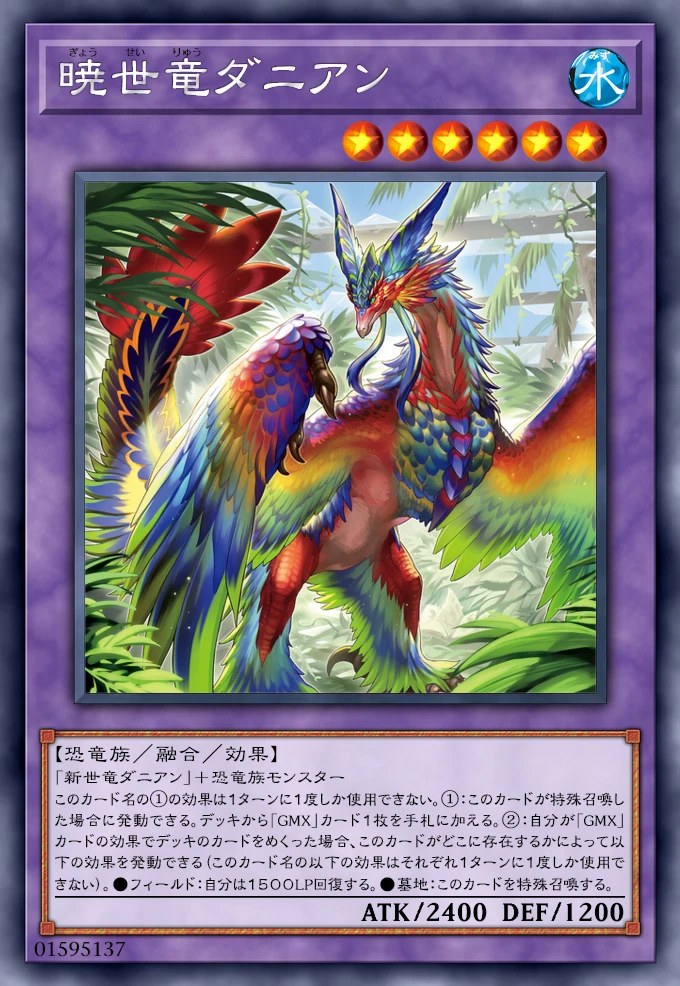 ぎょう せい りゅう
暁世竜ダニアン
みず
水
【恐竜族／融合／効果】
「新世竜ダニアン」＋恐竜族モンスター
このカード名の①の効果は１ターンに１度しか使用できない。①：このカードが特殊召喚し
た場合に発動できる。デッキから「GMX」カード１枚を手札に加える。②：自分が「GMX」
カードの効果でデッキのカードをめくった場合、このカードがどこに存在するかによって以
下の効果を発動できる（このカード名の以下の効果はそれぞれ１ターンに１度しか使用で
きない）。●フィールド：自分は１５００LP回復する。●墓地：このカードを特殊召喚する。
ATK/2400 DEF/1200
01595137